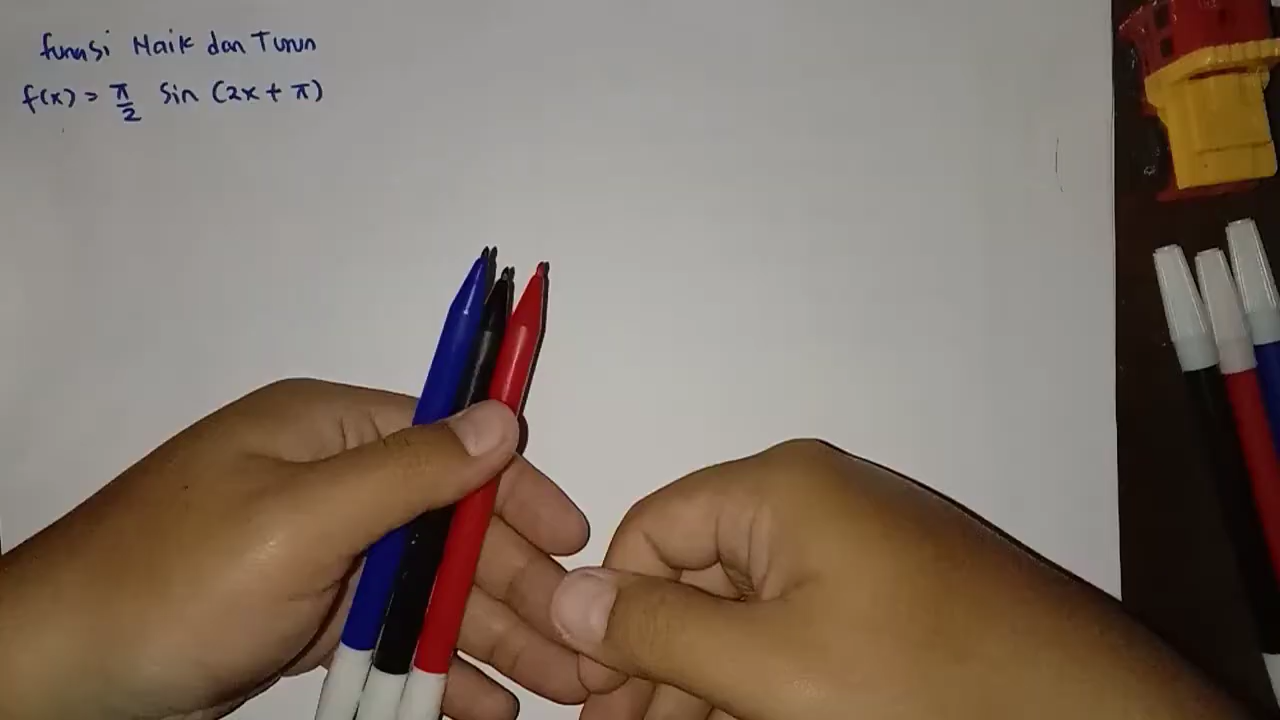 fungsi Naik dan Turun
f(x) = π/2 sin (2x + π)